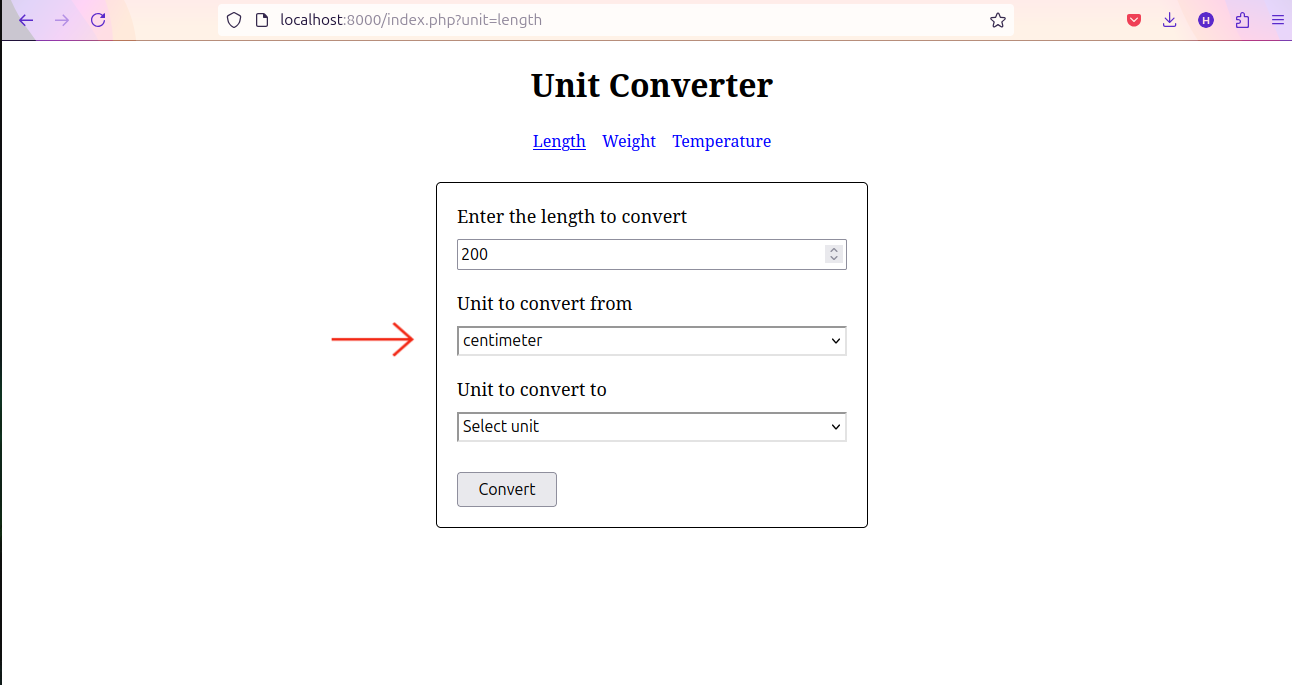 localhost:8000/index.php?unit=length
H
Unit Converter
Length Weight Temperature
Enter the length to convert
200
Unit to convert from
centimeter
Unit to convert to
Select unit
Convert